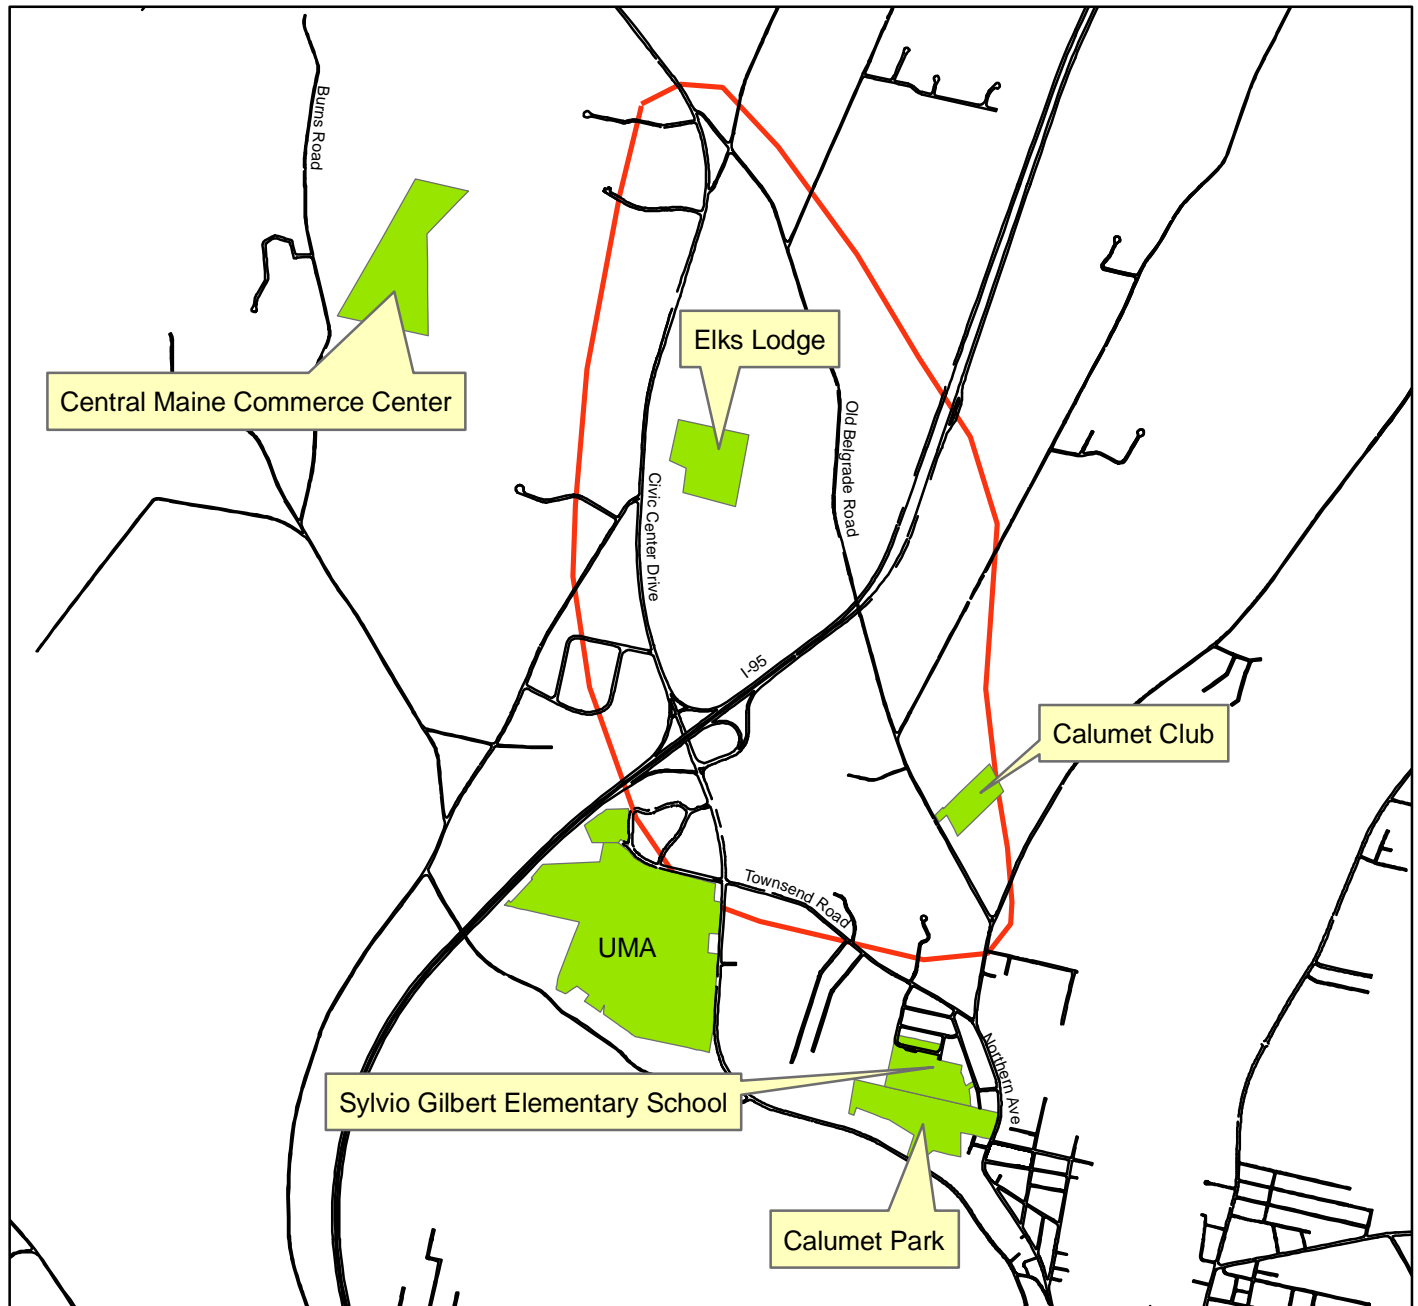 Burns Road
Elks Lodge
Central Maine Commerce Center
Old Belgrade Road
Civic Center Drive
I-95
Calumet Club
Townsend Road
UMA
Northern Ave
Sylvio Gilbert Elementary School
Calumet Park